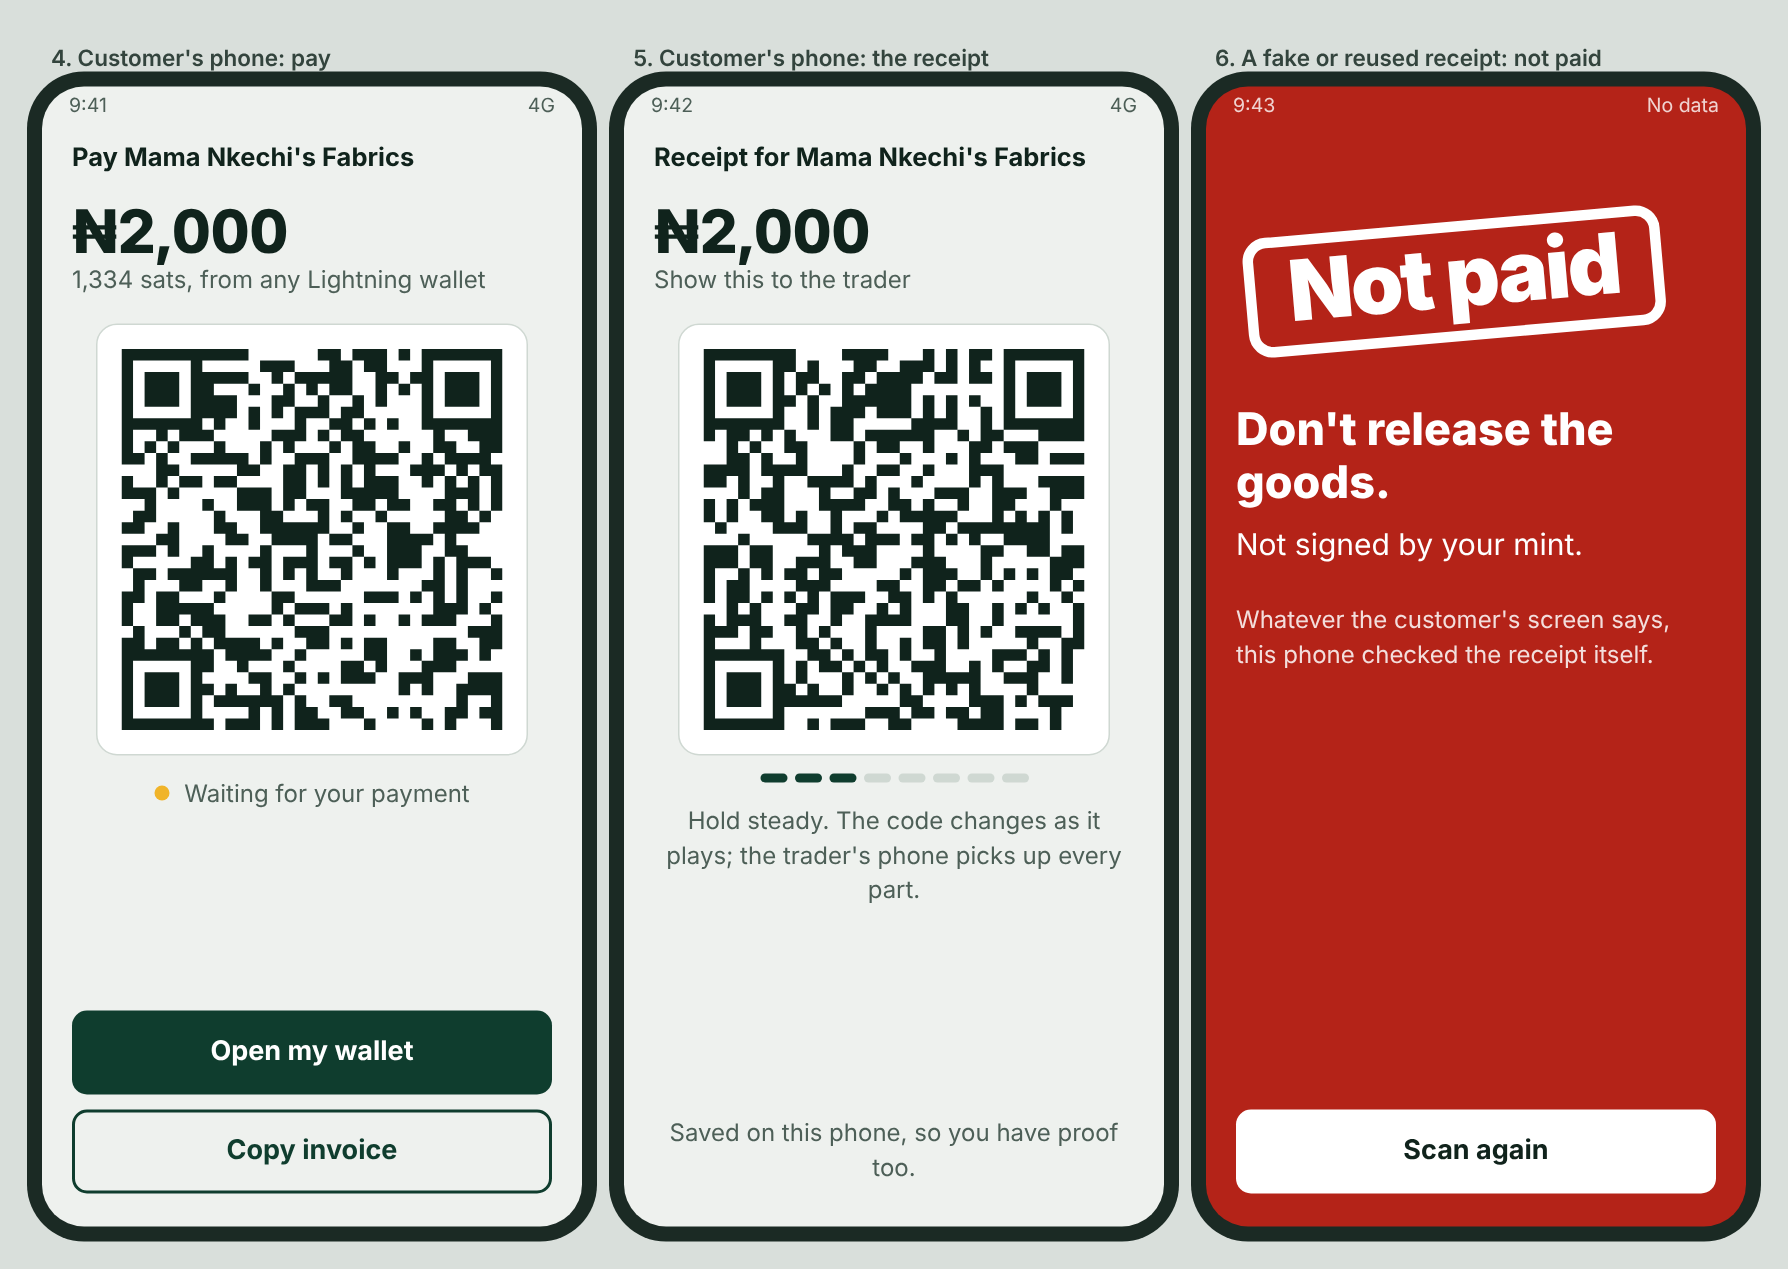 4. Customer's phone: pay
9:41
4G
Pay Mama Nkechi's Fabrics
₦2,000
1,334 sats, from any Lightning wallet
Waiting for your payment
Open my wallet
Copy invoice
5. Customer's phone: the receipt
9:42
4G
Receipt for Mama Nkechi's Fabrics
₦2,000
Show this to the trader
Hold steady. The code changes as it
plays; the trader's phone picks up every
part.
Saved on this phone, so you have proof
too.
6. A fake or reused receipt: not paid
9:43
No data
Not paid
Don't release the
goods.
Not signed by your mint.
Whatever the customer's screen says,
this phone checked the receipt itself.
Scan again